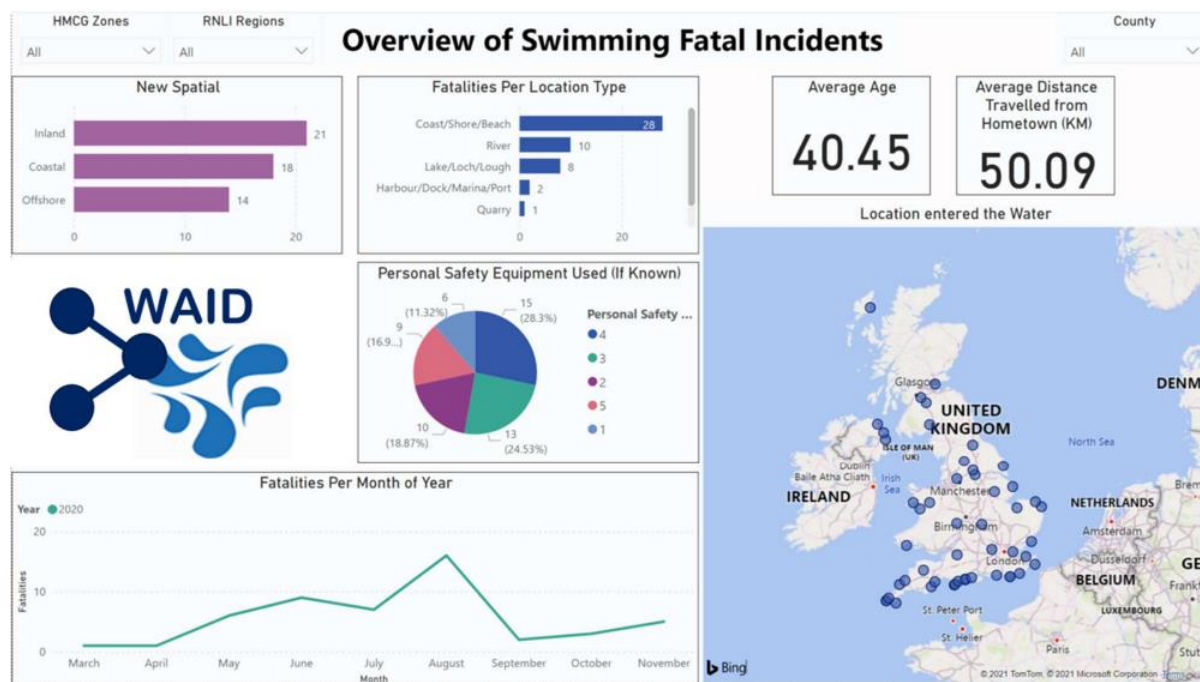 HMCG Zones
All
RNLI Regions
All
Overview of Swimming Fatal Incidents
County
All
New Spatial
Inland
21
Coastal
18
Offshore
14
0
10
20
Fatalities Per Location Type
Coast/Shore/Beach
28
River
10
Lake/Loch/Lough
8
Harbour/Dock/Marina/Port
2
Quarry
1
0
20
Average Age
40.45
Average Distance
Travelled from
Hometown (KM)
50.09
WAID
Personal Safety Equipment Used (If Known)
6
(11.32%)
15
(28.3%)
9
(16.9...)
10
(18.87%)
13
(24.53%)
Personal Safety ...
4
3
2
5
1
Fatalities Per Month of Year
Year
2020
Fatalities
20
10
0
March
April
May
June
July
August
September
October
November
Month
Location entered the Water
Glasgow
UNITED
KINGDOM
ISLE OF MAN
(UK)
North Sea
DENM
Dublin
Baile Atha Cliath
Irish
Sea
IRELAND
Manchester
Birmingham
London
NETHERLANDS
Amsterdam
Brem
Dusseldorf
GE
BELGIUM
Frankf
LUXEMBOURG
St. Peter Port
St. Helier
Paris
Stut
Bing
© 2021 TomTom, © 2021 Microsoft Corporation